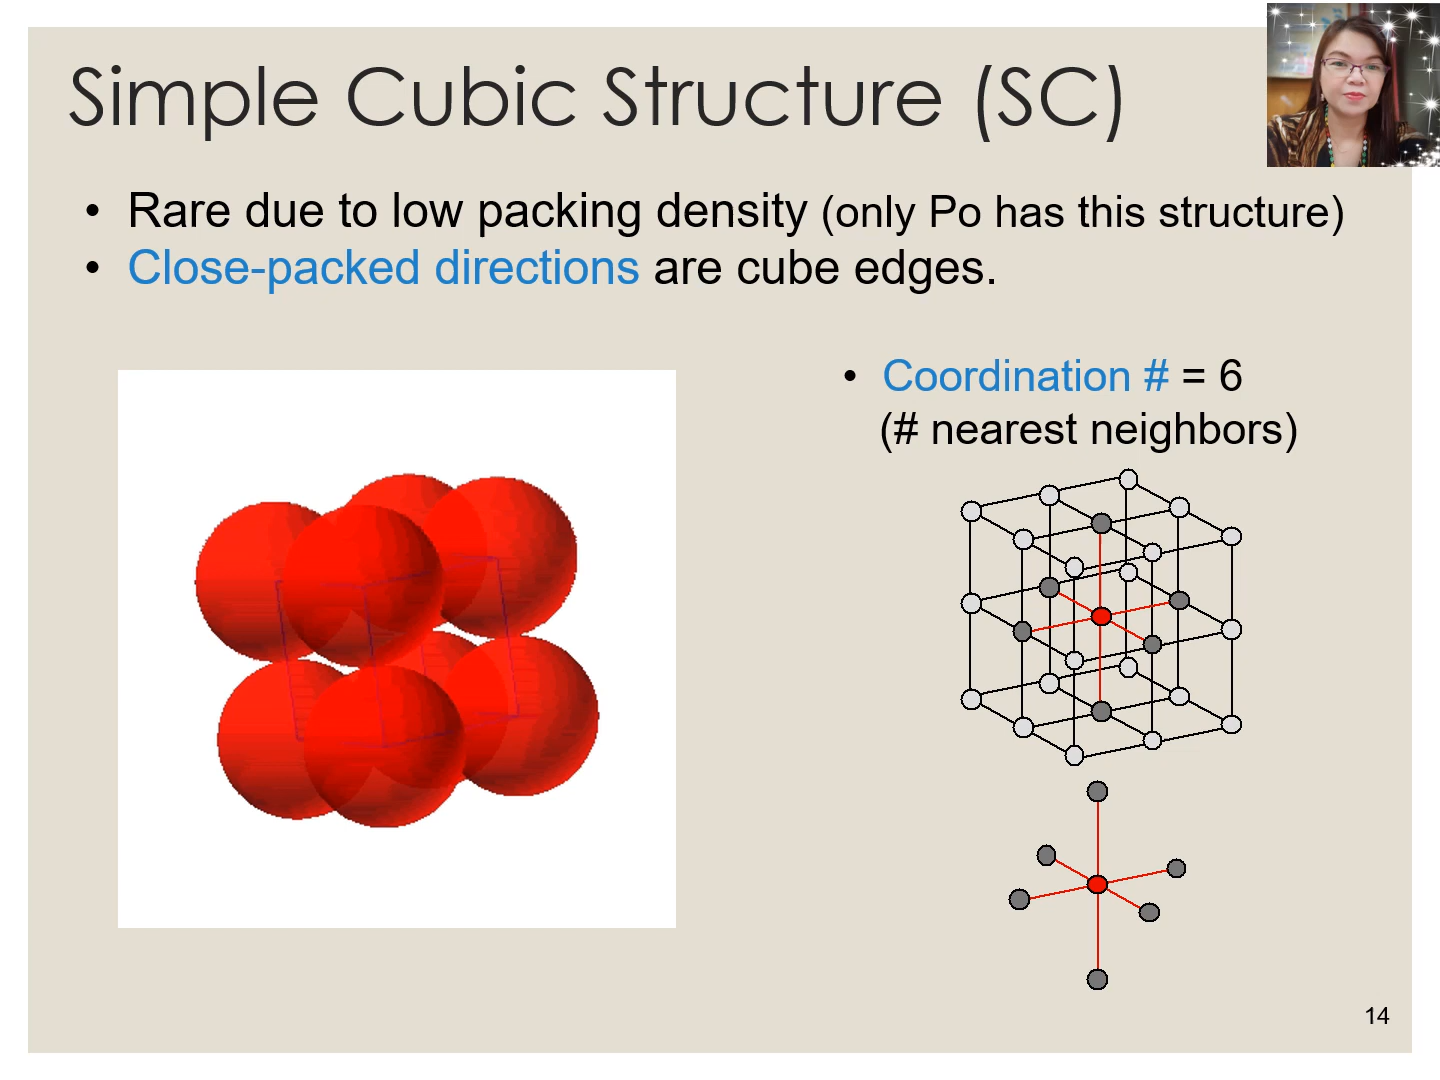 Simple Cubic Structure (SC)
• Rare due to low packing density (only Po has this structure)
• Close-packed directions are cube edges.
• Coordination # = 6
(# nearest neighbors)
14